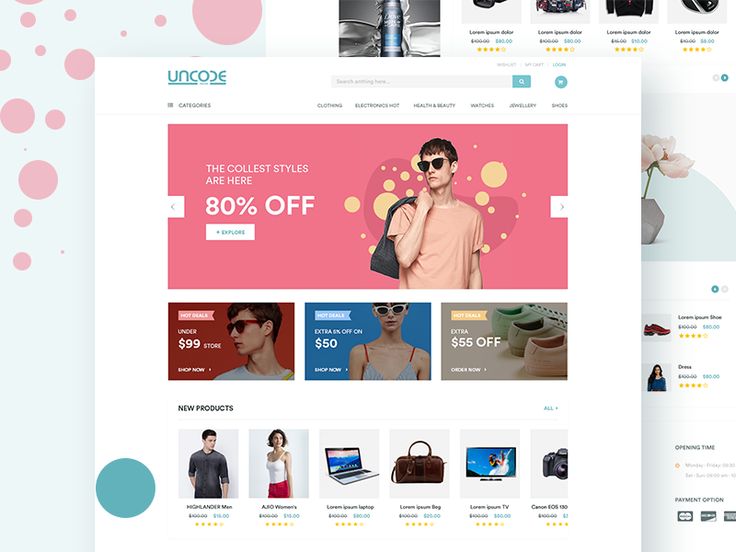 Lorem ipsum dolor
$100.00 $80.00
Lorem ipsum dolor
$100.00 $80.00
Lorem ipsum dolor
$15.00 $10.00
Lorem ipsum dolor
$10.00 $8.00
WISHLIST MY CART LOGIN
UNCODE
Search anthing here...
CATEGORIES
CLOTHING ELECTRONICS HOT HEALTH & BEAUTY WATCHES JEWELLERY SHOES
THE COLLEST STYLES
ARE HERE
80% OFF
+ EXPLORE
HOT DEALS
UNDER
$99 STORE
SHOP NOW
HOT DEALS
EXTRA 5% OFF ON
$50
SHOP NOW
HOT DEALS
EXTRA
$55 OFF
ORDER NOW
NEW PRODUCTS
ALL
HIGHLANDER Men
$100.00 $15.00
AJIO Women's
$100.00 $15.00
Lorem ipsum laptop
$100.00 $80.00
Lorem ipsum Bag
$100.00 $80.00
Lorem ipsum TV
$100.00 $50.00
Canon EOS 130
$100.00 $80.00
Lorem ipsum Shoe
$100.00 $80.00
Dress
$100.00 $80.00
OPENING TIME
Monday - Friday: 09:30
Sat - Sun: 09:00 am - 10:
PAYMENT OPTION